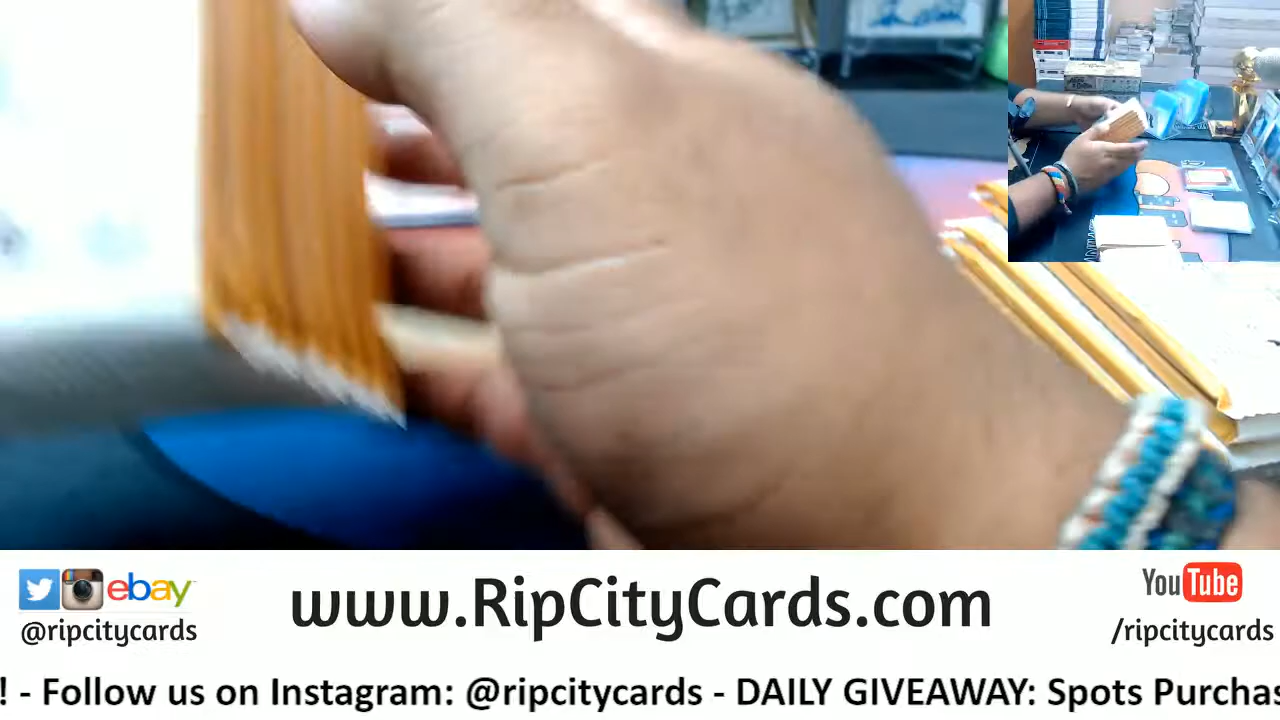 ebay
@ripcitycards
www.RipCityCards.com
YouTube
/ripcitycards
! - Follow us on Instagram: @ripcitycards - DAILY GIVEAWAY: Spots Purchas